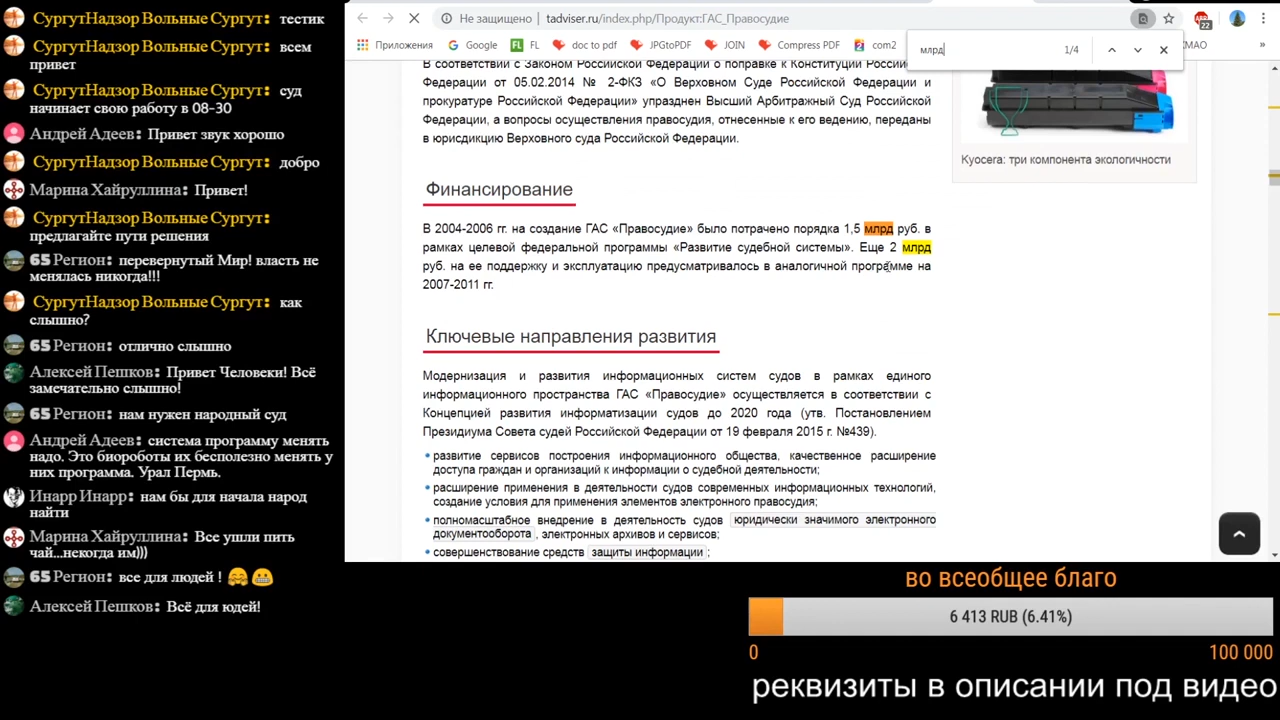 СургутНадзор Вольные Сургут: тестик
СургутНадзор Вольные Сургут: всем
привет
СургутНадзор Вольные Сургут: суд
начинает свою работу в 08-30
Андрей Адеев: Привет звук хорошо
СургутНадзор Вольные Сургут: добро
Марина Хайруллина: Привет!
СургутНадзор Вольные Сургут:
предлагайте пути решения
65 Регион: перевернутый Мир! власть не
менялась никогда!!!
СургутНадзор Вольные Сургут: как
слышно?
65 Регион: отлично слышно
Алексей Пешков: Привет Человеки! Всё
замечательно слышно!
65 Регион: нам нужен народный суд
Андрей Адеев: система программу менять
надо. Это биороботы их бесполезно менять у
них программа. Урал Пермь.
Инарр Инарр: нам бы для начала народ
найти
Марина Хайруллина: Все ушли пить
чай...некогда им)))
65 Регион: все для людей ! 🤗😬
Алексей Пешков: Всё для юдей!
Не защищено | tadviser.ru/index.php/Продукт:ГАС_Правосудие
22
Приложения Google FL FL doc to pdf JPGtoPDF JOIN Compress PDF com2 ХМАО »
млрд 1/4
В соответствии с Законом Российской Федерации о поправке к Конституции Россий
Федерации от 05.02.2014 № 2-ФКЗ «О Верховном Суде Российской Федерации и
прокуратуре Российской Федерации» упразднен Высший Арбитражный Суд Российской
Федерации, а вопросы осуществления правосудия, отнесенные к его ведению, переданы
в юрисдикцию Верховного суда Российской Федерации.
Kyocera: три компонента экологичности
Финансирование
В 2004-2006 гг. на создание ГАС «Правосудие» было потрачено порядка 1,5 млрд руб. в
рамках целевой федеральной программы «Развитие судебной системы». Еще 2 млрд
руб. на ее поддержку и эксплуатацию предусматривалось в аналогичной программе на
2007-2011 гг.
Ключевые направления развития
Модернизация и развития информационных систем судов в рамках единого
информационного пространства ГАС «Правосудие» осуществляется в соответствии с
Концепцией развития информатизации судов до 2020 года (утв. Постановлением
Президиума Совета судей Российской Федерации от 19 февраля 2015 г. №439).
развитие сервисов построения информационного общества, качественное расширение
доступа граждан и организаций к информации о судебной деятельности;
расширение применения в деятельности судов современных информационных технологий,
создание условия для применения элементов электронного правосудия;
полномасштабное внедрение в деятельность судов юридически значимого электронного
документооборота , электронных архивов и сервисов;
совершенствование средств защиты информации ;
во всеобщее благо
6 413 RUB (6.41%)
0 100 000
реквизиты в описании под видео